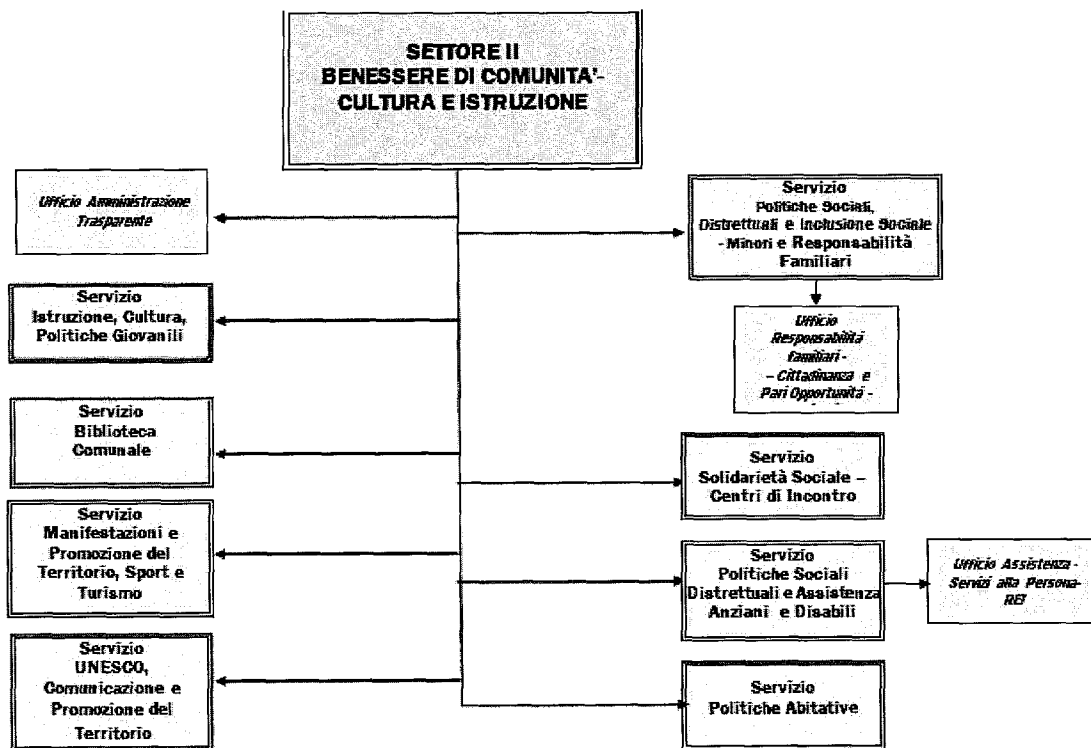 SETTORE II
BENESSERE DI COMUNITA'-
CULTURA E ISTRUZIONE
Ufficio Amministrazione
Trasparente
Servizio
Istruzione, Cultura,
Politiche Giovanili
Servizio
Biblioteca
Comunale
Servizio
Manifestazioni e
Promozione del
Territorio, Sport e
Turismo
Servizio
UNESCO,
Comunicazione e
Promozione del
Territorio
Servizio
Politiche Sociali,
Distrettuali e Inclusione Sociale
- Minori e Responsabilità
Familiari
Ufficio
Responsabilità
familiari -
- Cittadinanza e
Pari Opportunità -
Servizio
Solidarietà Sociale –
Centri di Incontro
Servizio
Politiche Sociali
Distrettuali e Assistenza
Anziani e Disabili
Ufficio Assistenza -
Servizi alla Persona-
REI
Servizio
Politiche Abitative